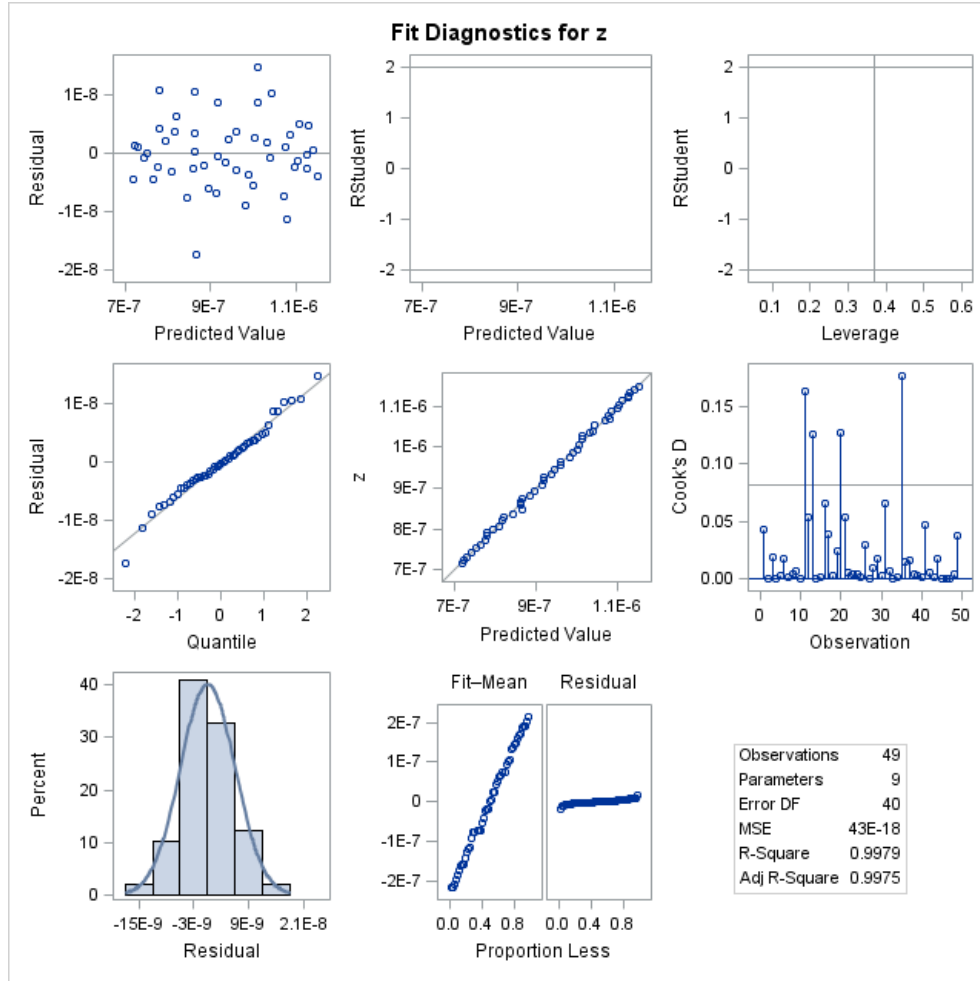 Fit Diagnostics for z
Residual
1E-8
0
-1E-8
-2E-8
7E-7 9E-7 1.1E-6
Predicted Value
RStudent
2
1
0
-1
-2
7E-7 9E-7 1.1E-6
Predicted Value
RStudent
2
1
0
-1
-2
0.1 0.2 0.3 0.4 0.5 0.6
Leverage
Residual
1E-8
0
-1E-8
-2E-8
-2 -1 0 1 2
Quantile
z
1.1E-6
1E-6
9E-7
8E-7
7E-7
7E-7 9E-7 1.1E-6
Predicted Value
Cook's D
0.15
0.10
0.05
0.00
0 10 20 30 40 50
Observation
Percent
40
30
20
10
0
-15E-9 -3E-9 9E-9 2.1E-8
Residual
Fit–Mean Residual
2E-7
1E-7
0
-1E-7
-2E-7
0.0 0.4 0.8 0.0 0.4 0.8
Proportion Less
Observations 49
Parameters 9
Error DF 40
MSE 43E-18
R-Square 0.9979
Adj R-Square 0.9975